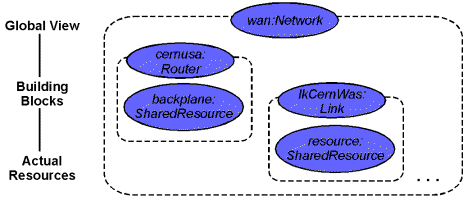 Global View
wan:Network
cernusa:
Router
backplane:
SharedResource
Building
Blocks
lkCernWas:
Link
resource:
SharedResource
Actual
Resources
. . .